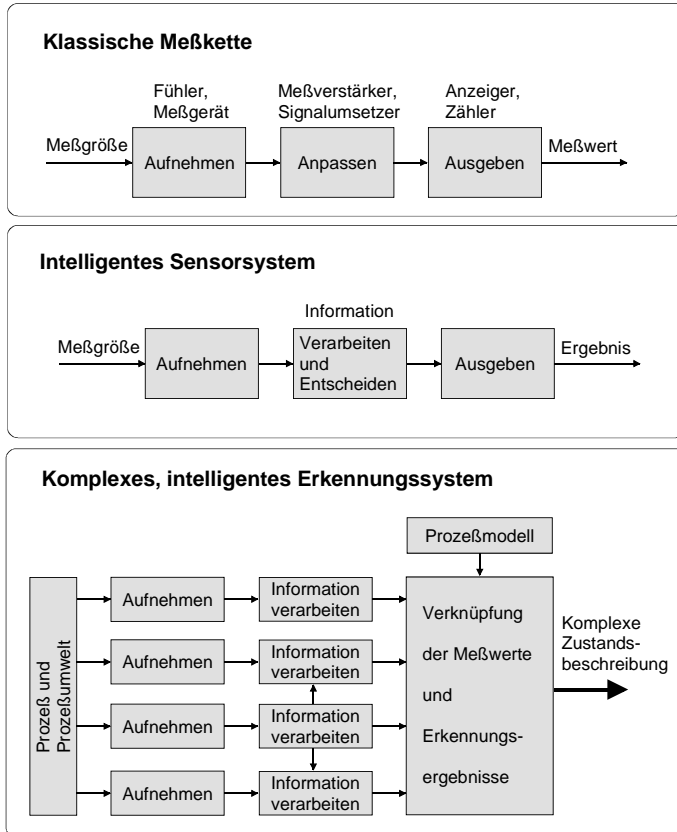 Klassische Meßkette
Fühler,
Meßgerät
Meßverstärker,
Signalumsetzer
Anzeiger,
Zähler
Meßgröße
Aufnehmen
Anpassen
Ausgeben
Meßwert
Intelligentes Sensorsystem
Information
Meßgröße
Aufnehmen
Verarbeiten
und
Entscheiden
Ausgeben
Ergebnis
Komplexes, intelligentes Erkennungssystem
Prozeßmodell
Prozeß und
Prozeßumwelt
Aufnehmen
Information
verarbeiten
Aufnehmen
Information
verarbeiten
Aufnehmen
Information
verarbeiten
Aufnehmen
Information
verarbeiten
Verknüpfung
der Meßwerte
und
Erkennungs-
ergebnisse
Komplexe
Zustands-
beschreibung